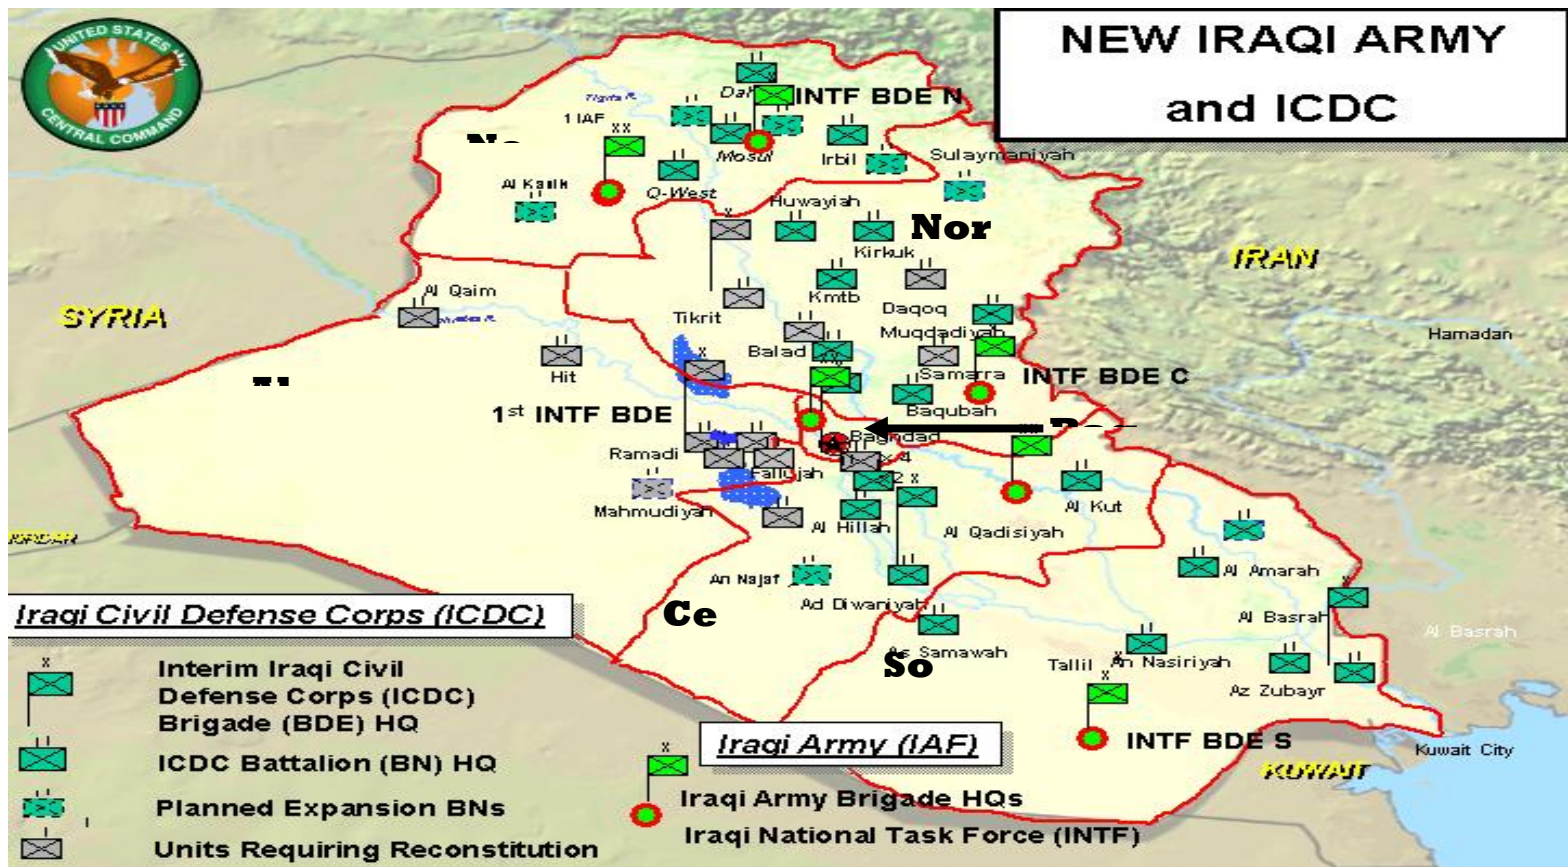 UNITED STATES
CENTRAL COMMAND
NEW IRAQI ARMY
and ICDC
Tigris R.
INTF BDE N
1 IAF
XX
Mosul
Irbil
Sulaymaniyah
Q-West
Huwayiah
Nor
Kirkuk
IRAN
SYRIA
Al Qaim
Kmtb
Daqoq
Tikrit
Muqdadiyah
Hamadan
Balad
Hit
Samarra
INTF BDE C
Baqubah
1st INTF BDE
Baghdad
Ramadi
x 4
Fallujah
2 x
Mahmudiyah
Al Hillah
Al Qadisiyah
Al Kut
An Najaf
Al Amarah
Ad Diwaniyah
Ce
Al Basrah
Al Basrah
As Samawah
So
Tallil
An Nasiriyah
Az Zubayr
INTF BDE S
Kuwait City
KUWAIT
Iraqi Civil Defense Corps (ICDC)
x
Interim Iraqi Civil
Defense Corps (ICDC)
Brigade (BDE) HQ
ICDC Battalion (BN) HQ
Planned Expansion BNs
Units Requiring Reconstitution
Iraqi Army (IAF)
x
Iraqi Army Brigade HQs
Iraqi National Task Force (INTF)